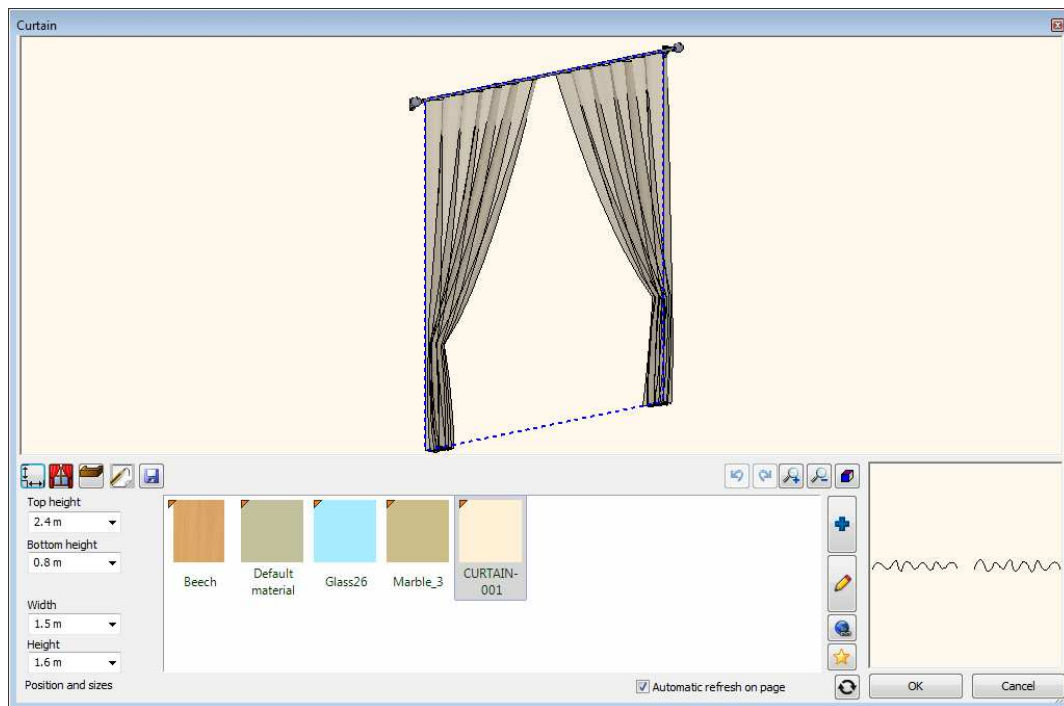 Curtain
Top height
2.4 m
Bottom height
0.8 m
Width
1.5 m
Height
1.6 m
Position and sizes
Beech
Default
material
Glass26
Marble_3
CURTAIN-
001
Automatic refresh on page
OK
Cancel